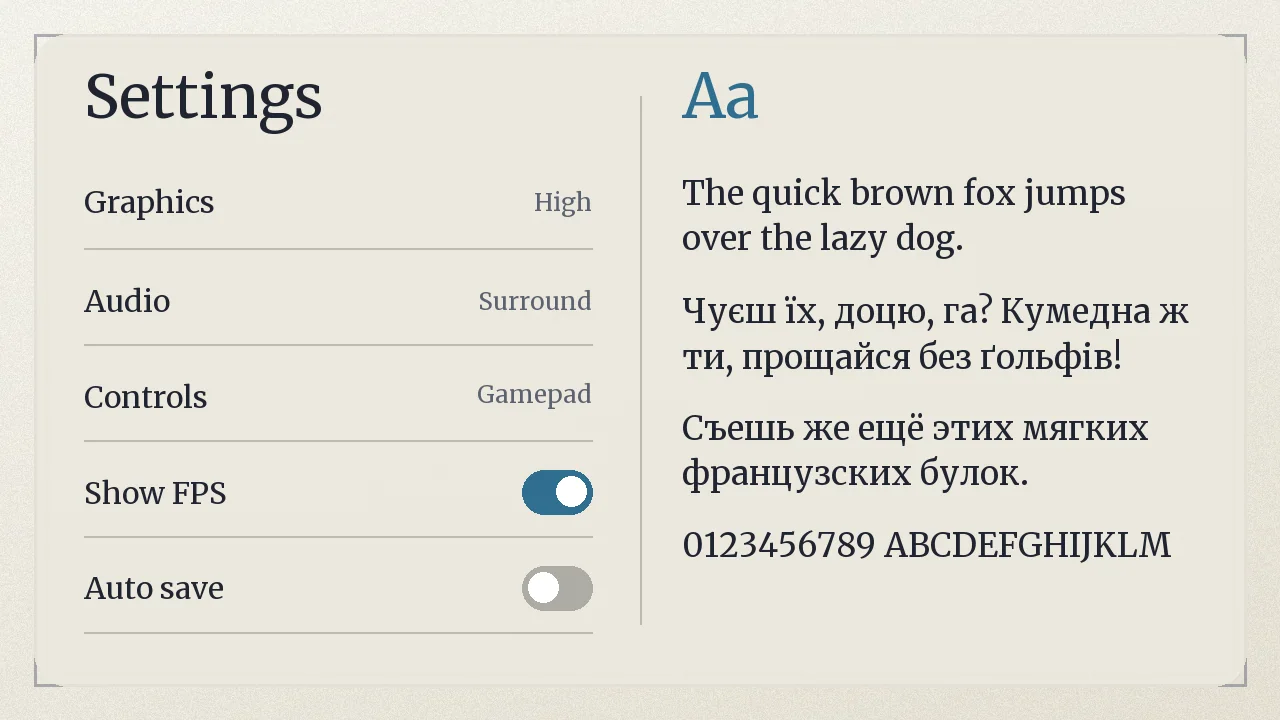 Settings
Graphics High
Audio Surround
Controls Gamepad
Show FPS
Auto save
Aa
The quick brown fox jumps
over the lazy dog.
Чуєш їх, доцю, га? Кумедна ж
ти, прощайся без ґольфів!
Съешь же ещё этих мягких
французских булок.
0123456789 ABCDEFGHIJKLM